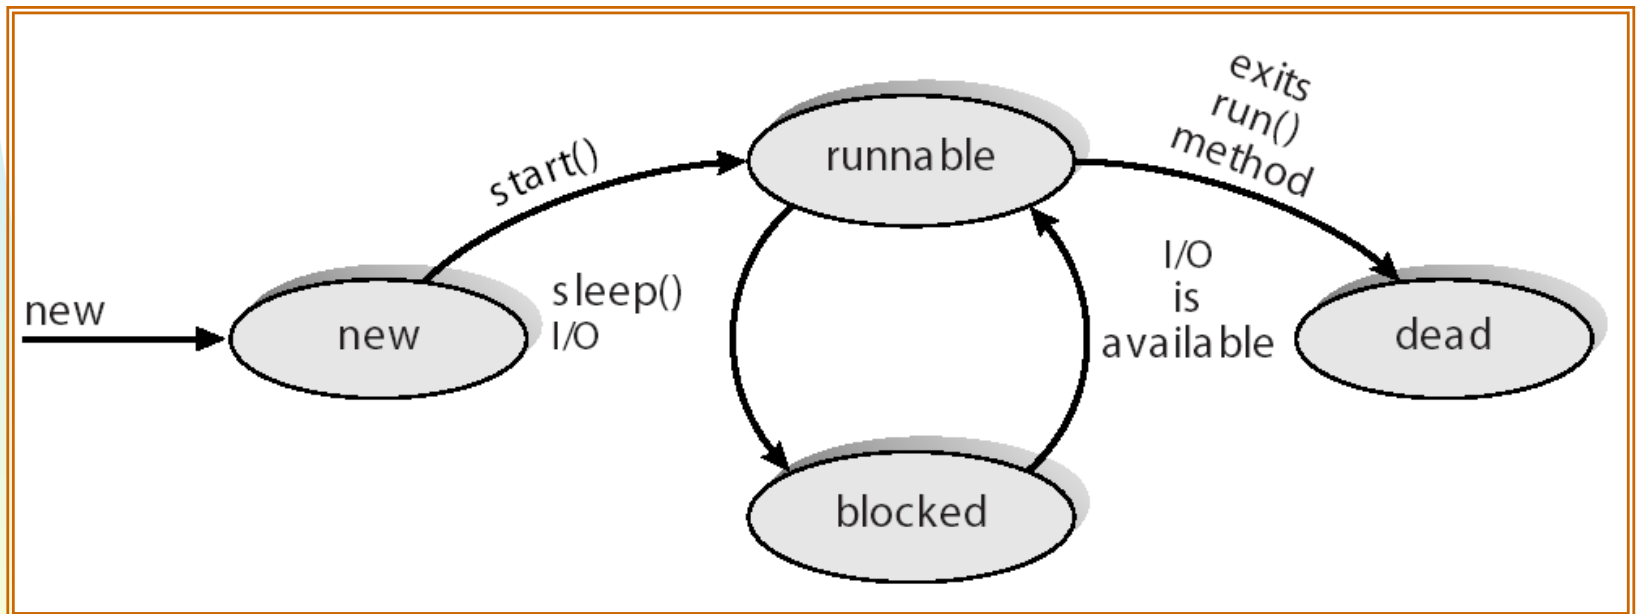 new
new
start()
sleep()
I/O
runnable
blocked
I/O
is
available
exits
run()
method
dead